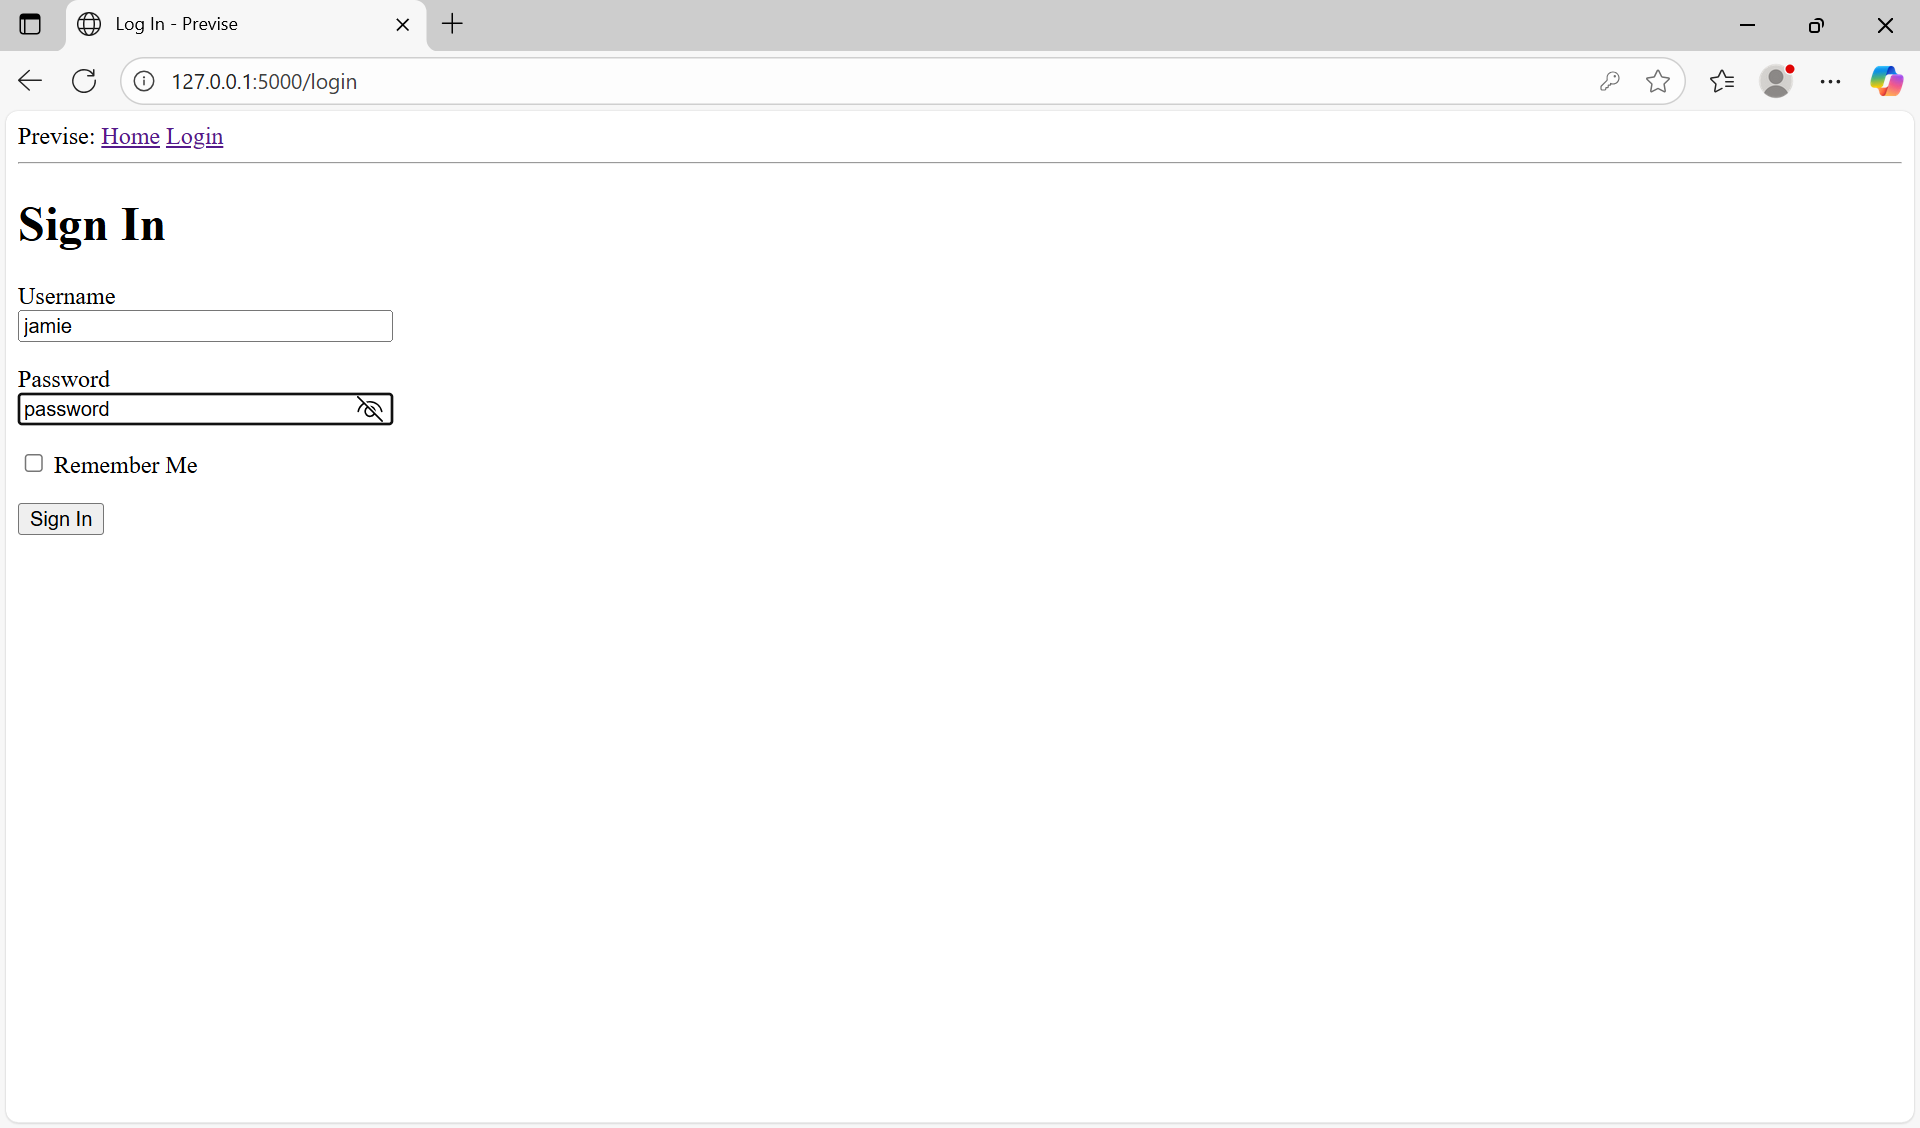 Log In - Previse
127.0.0.1:5000/login
Previse: Home Login
Sign In
Username
jamie
Password
password
Remember Me
Sign In